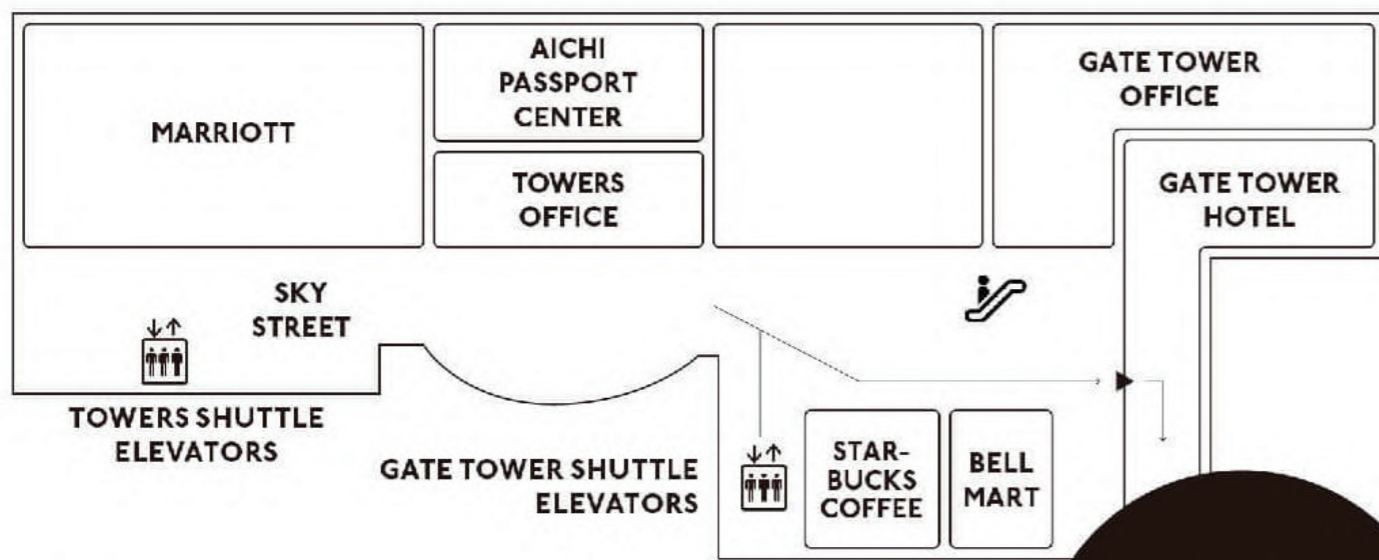 MARRIOTT
AICHI
PASSPORT
CENTER
TOWERS
OFFICE
GATE TOWER
OFFICE
GATE TOWER
HOTEL
SKY
STREET
TOWERS SHUTTLE
ELEVATORS
GATE TOWER SHUTTLE
ELEVATORS
STAR-
BUCKS
COFFEE
BELL
MART